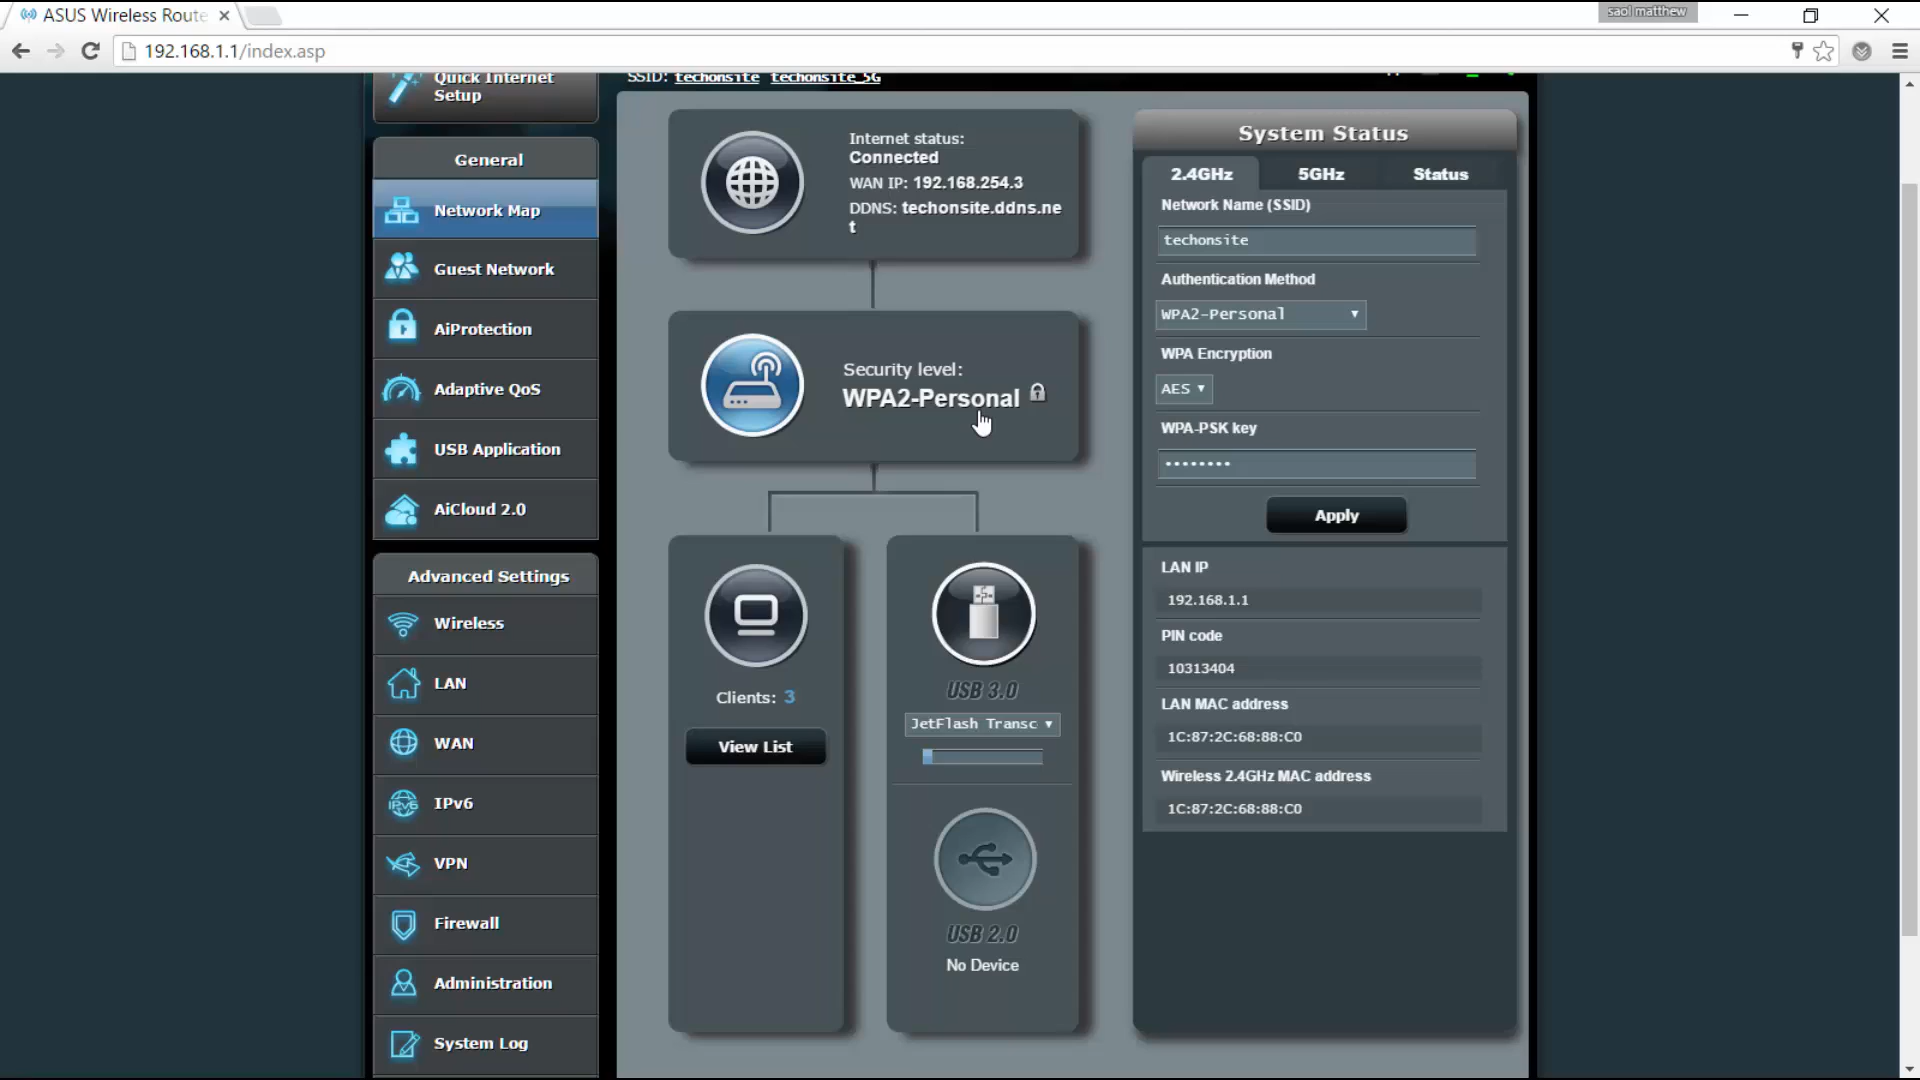 ASUS Wireless Route
saol matthew
192.168.1.1/index.asp
Quick Internet
Setup
SSID: techonsite techonsite_5G
General
Network Map
Guest Network
AiProtection
Adaptive QoS
USB Application
AiCloud 2.0
Advanced Settings
Wireless
LAN
WAN
IPv6
IPv6
VPN
Firewall
Administration
System Log
Internet status:
Connected
WAN IP: 192.168.254.3
DDNS: techonsite.ddns.ne
t
Security level:
WPA2-Personal
Clients: 3
View List
USB 3.0
JetFlash Transc
USB 2.0
No Device
System Status
2.4GHz 5GHz Status
Network Name (SSID)
techonsite
Authentication Method
WPA2-Personal
WPA Encryption
AES
WPA-PSK key
••••••••
Apply
LAN IP
192.168.1.1
PIN code
10313404
LAN MAC address
1C:87:2C:68:88:C0
Wireless 2.4GHz MAC address
1C:87:2C:68:88:C0